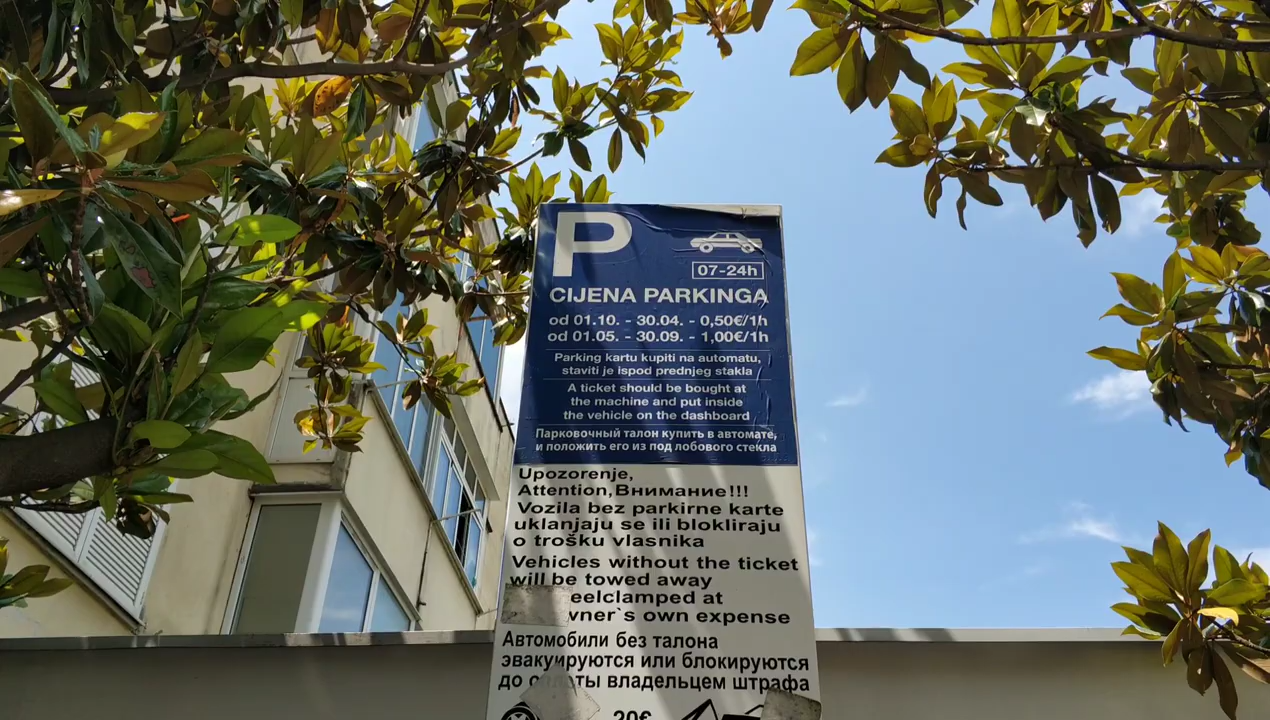 P
07-24h
CIJENA PARKINGA
od 01.10. - 30.04. - 0,50€/1h
od 01.05. - 30.09. - 1,00€/1h
Parking kartu kupiti na automatu,
staviti je ispod prednjeg stakla
A ticket should be bought at
the machine and put inside
the vehicle on the dashboard
Парковочный талон купить в автомате,
и положить его из под лобового стекла
Upozorenje,
Attention,Внимание!!!
Vozila bez parkirne karte
uklanjaju se ili blokliraju
o trošku vlasnika
Vehicles without the ticket
will be towed away
at
own expense
Автомобили без талона
эвакуируются или блокируются
до владельцем штрафа
20€